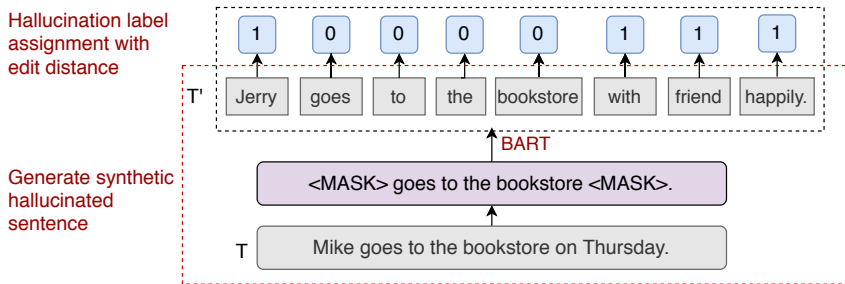 Hallucination label
assignment with
edit distance
1 0 0 0 0 1 1 1
T' Jerry goes to the bookstore with friend happily.
BART
Generate synthetic
hallucinated
sentence
<MASK> goes to the bookstore <MASK>.
T Mike goes to the bookstore on Thursday.